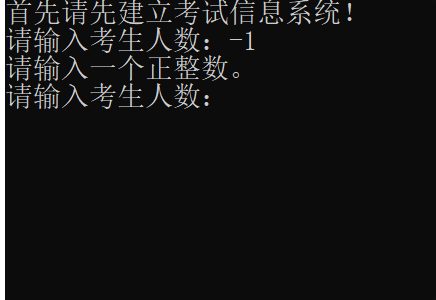 首先请先建立考试信息系统！
请输入考生人数：-1
请输入一个正整数。
请输入考生人数：